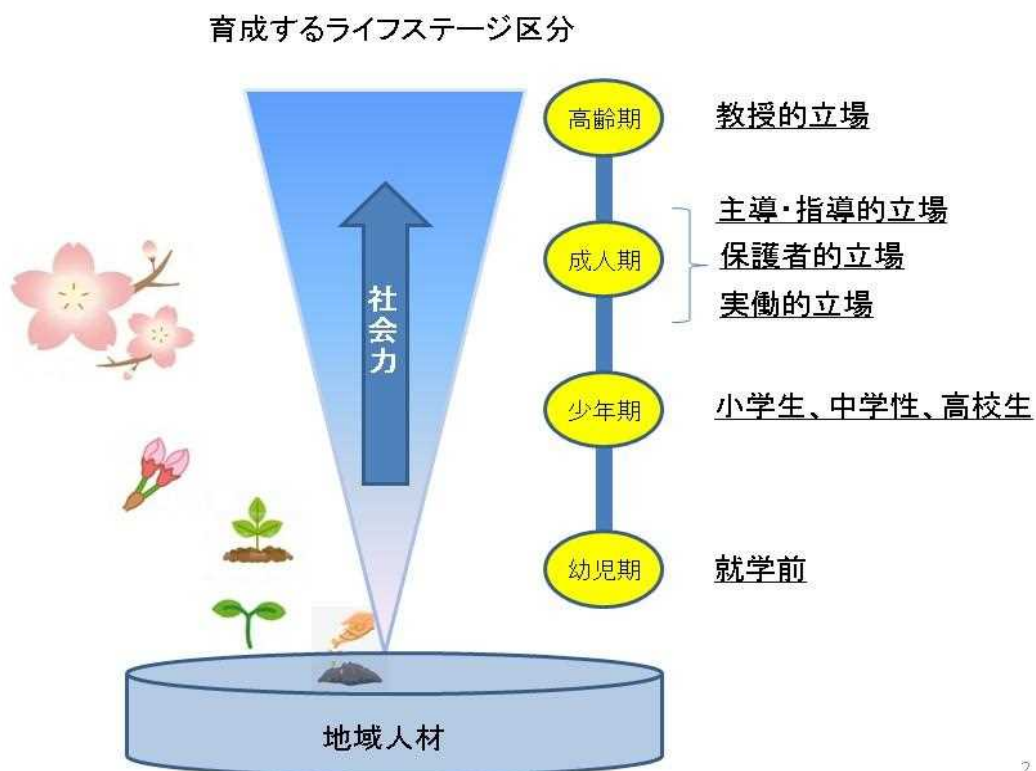 育成するライフステージ区分
高齢期
教授的立場
主導・指導的立場
成人期
保護者的立場
実働的立場
社会力
少年期
小学生、中学性、高校生
幼児期
就学前
地域人材
2